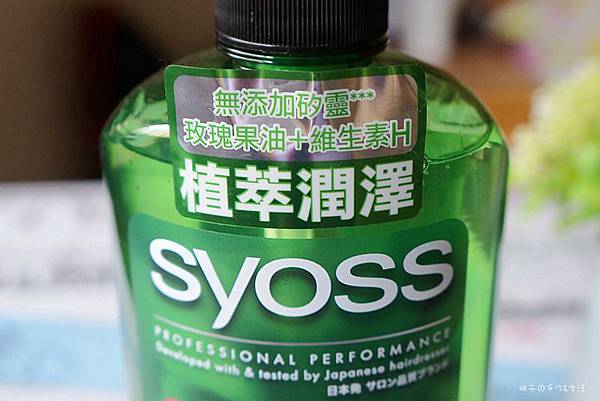 無添加矽靈***
玫瑰果油+維生素H
植萃潤澤
syoss
PROFESSIONAL PERFORMANCE
Developed with & tested by Japanese hairdresser
日本発 サロン品質ブランド